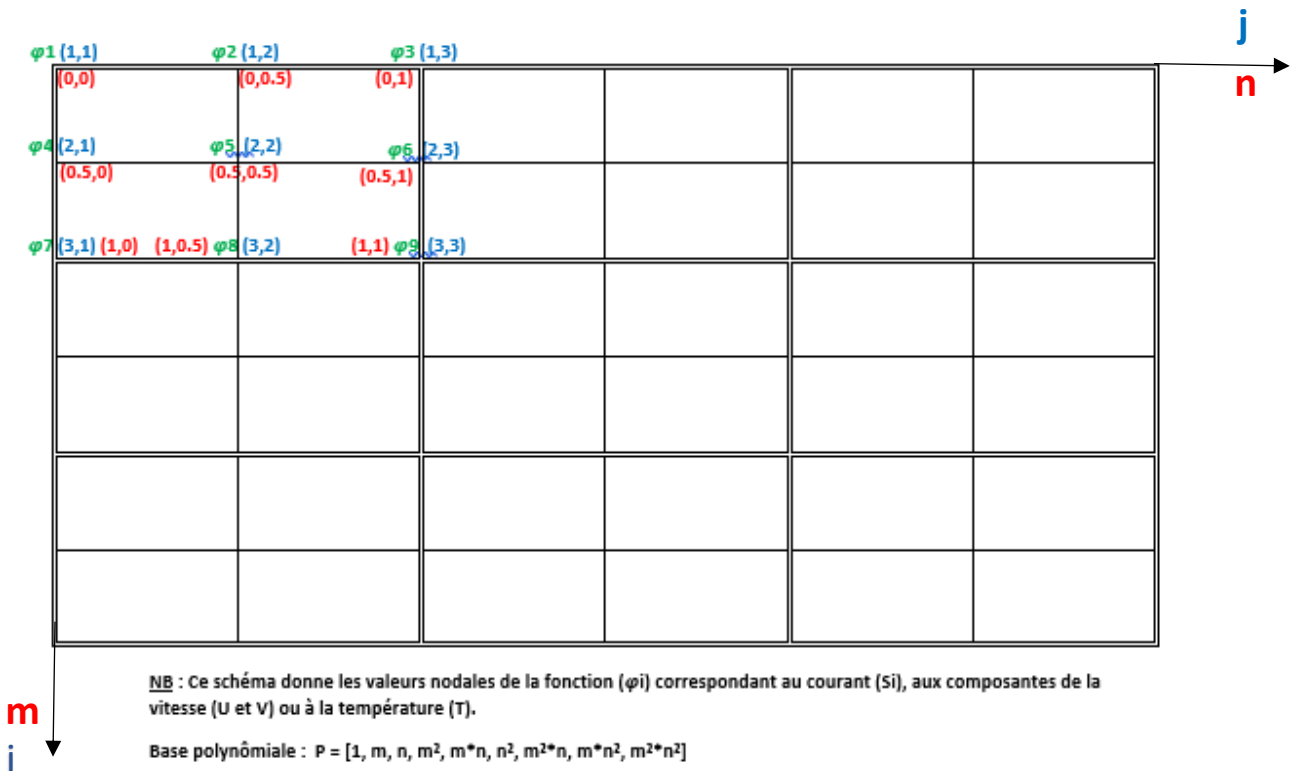 j
φ1 (1,1) φ2 (1,2) φ3 (1,3)
(0,0) (0,0.5) (0,1) n
φ4 (2,1) φ5 (2,2) φ6 (2,3)
(0.5,0) (0.5,0.5) (0.5,1)
φ7 (3,1) (1,0) (1,0.5) φ8 (3,2) (1,1) φ9 (3,3)
NB : Ce schéma donne les valeurs nodales de la fonction (φi) correspondant au courant (Si), aux composantes de la
vitesse (U et V) ou à la température (T).
m
Base polynômiale : P = [1, m, n, m², m*n, n², m²*n, m*n², m²*n²]
i